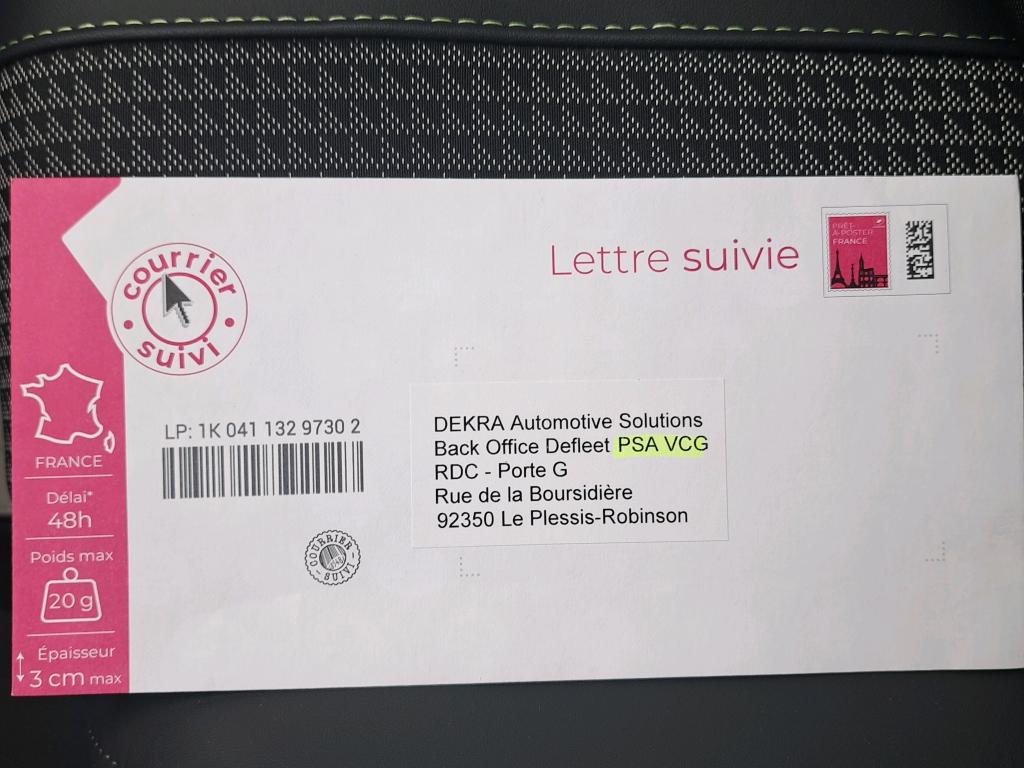 courrier
suivi
Lettre suivie
PRÊT-
À-POSTER
FRANCE
LP: 1K 041 132 9730 2
DEKRA Automotive Solutions
Back Office Defleet PSA VCG
RDC - Porte G
Rue de la Boursidière
92350 Le Plessis-Robinson
COURRIER
SUIVI
FRANCE
Délai*
48h
Poids max
20 g
Épaisseur
3 cm max